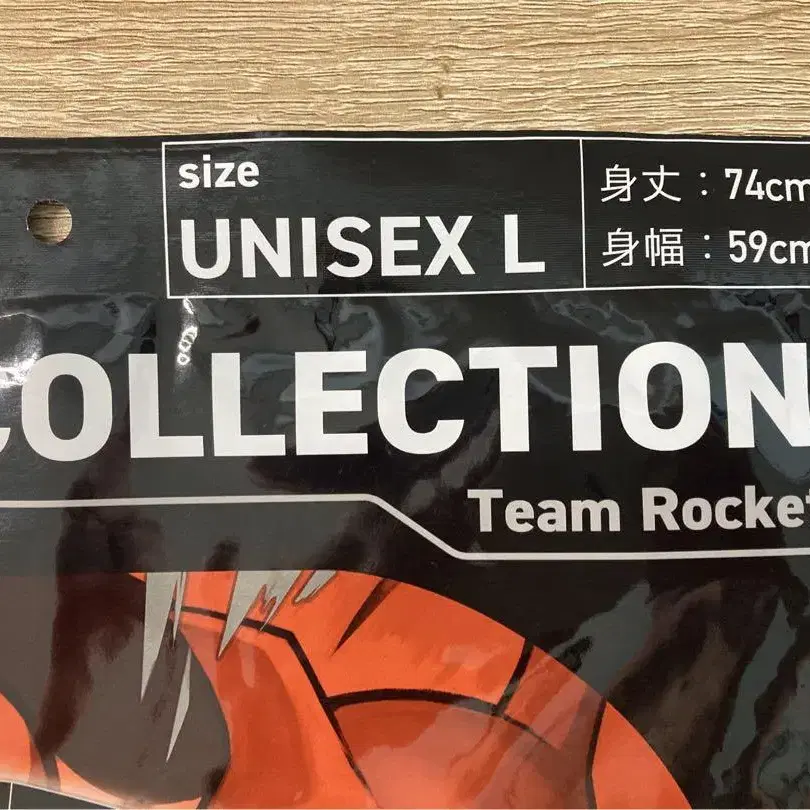 size
UNISEX L
身丈：74cm
身幅：59cm
COLLECTION
Team Rocket